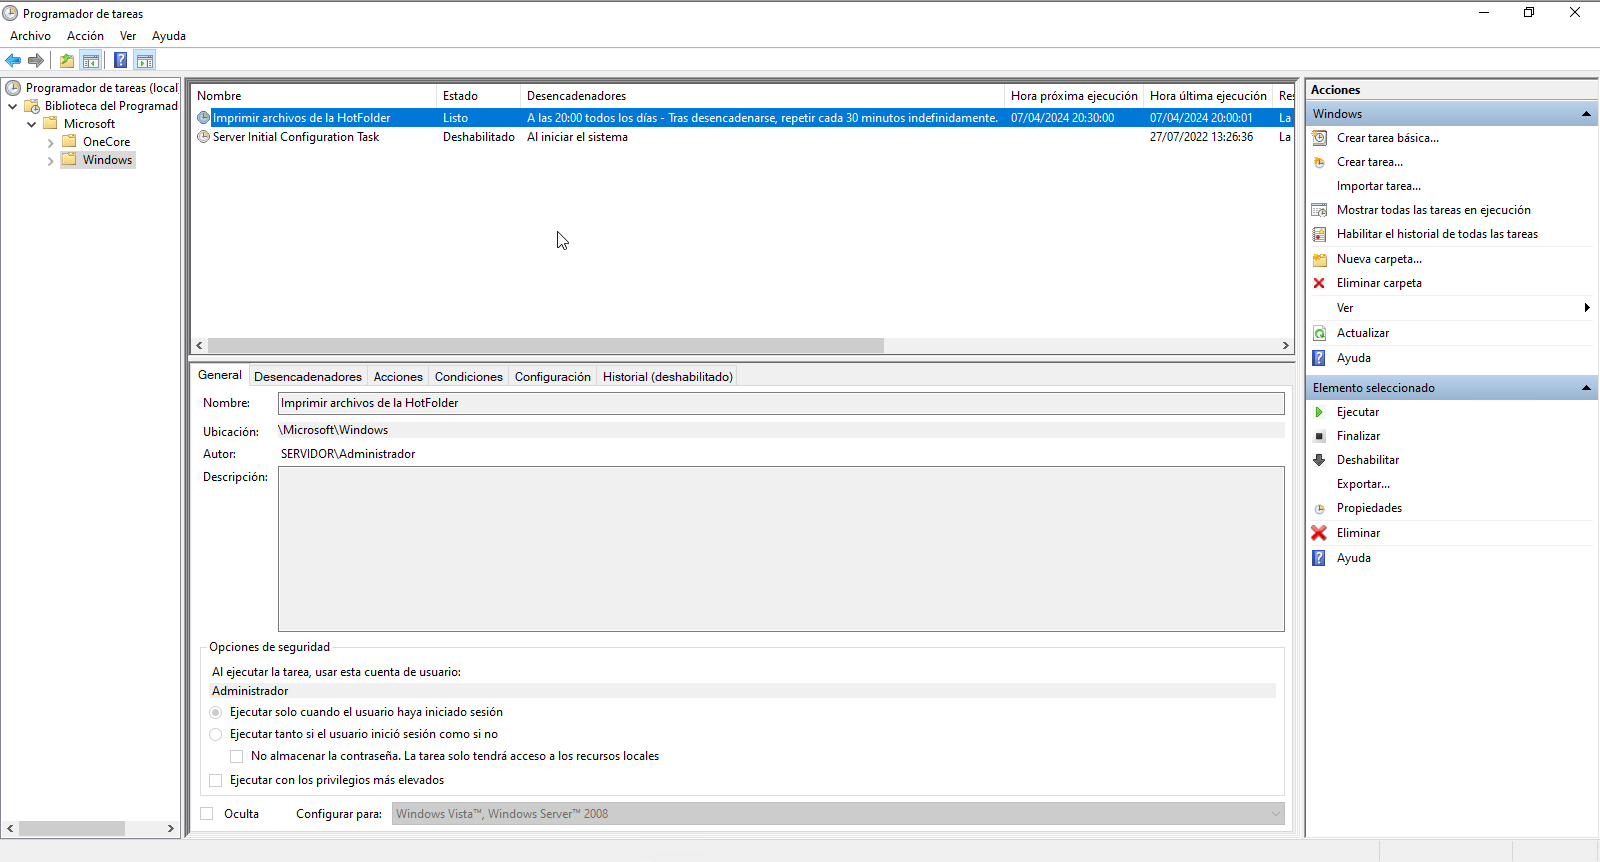 Programador de tareas
Archivo Acción Ver Ayuda
Programador de tareas (local
Biblioteca del Programad
Microsoft
OneCore
Windows
Nombre Estado Desencadenadores Hora próxima ejecución Hora última ejecución Res
Imprimir archivos de la HotFolder Listo A las 20:00 todos los días - Tras desencadenarse, repetir cada 30 minutos indefinidamente. 07/04/2024 20:30:00 07/04/2024 20:00:01 La
Server Initial Configuration Task Deshabilitado Al iniciar el sistema 27/07/2022 13:26:36 La
General Desencadenadores Acciones Condiciones Configuración Historial (deshabilitado)
Nombre: Imprimir archivos de la HotFolder
Ubicación: \Microsoft\Windows
Autor: SERVIDOR\Administrador
Descripción:
Opciones de seguridad
Al ejecutar la tarea, usar esta cuenta de usuario:
Administrador
Ejecutar solo cuando el usuario haya iniciado sesión
Ejecutar tanto si el usuario inició sesión como si no
No almacenar la contraseña. La tarea solo tendrá acceso a los recursos locales
Ejecutar con los privilegios más elevados
Oculta Configurar para: Windows Vista™, Windows Server™ 2008
Acciones
Windows
Crear tarea básica...
Crear tarea...
Importar tarea...
Mostrar todas las tareas en ejecución
Habilitar el historial de todas las tareas
Nueva carpeta...
Eliminar carpeta
Ver
Actualizar
Ayuda
Elemento seleccionado
Ejecutar
Finalizar
Deshabilitar
Exportar...
Propiedades
Eliminar
Ayuda